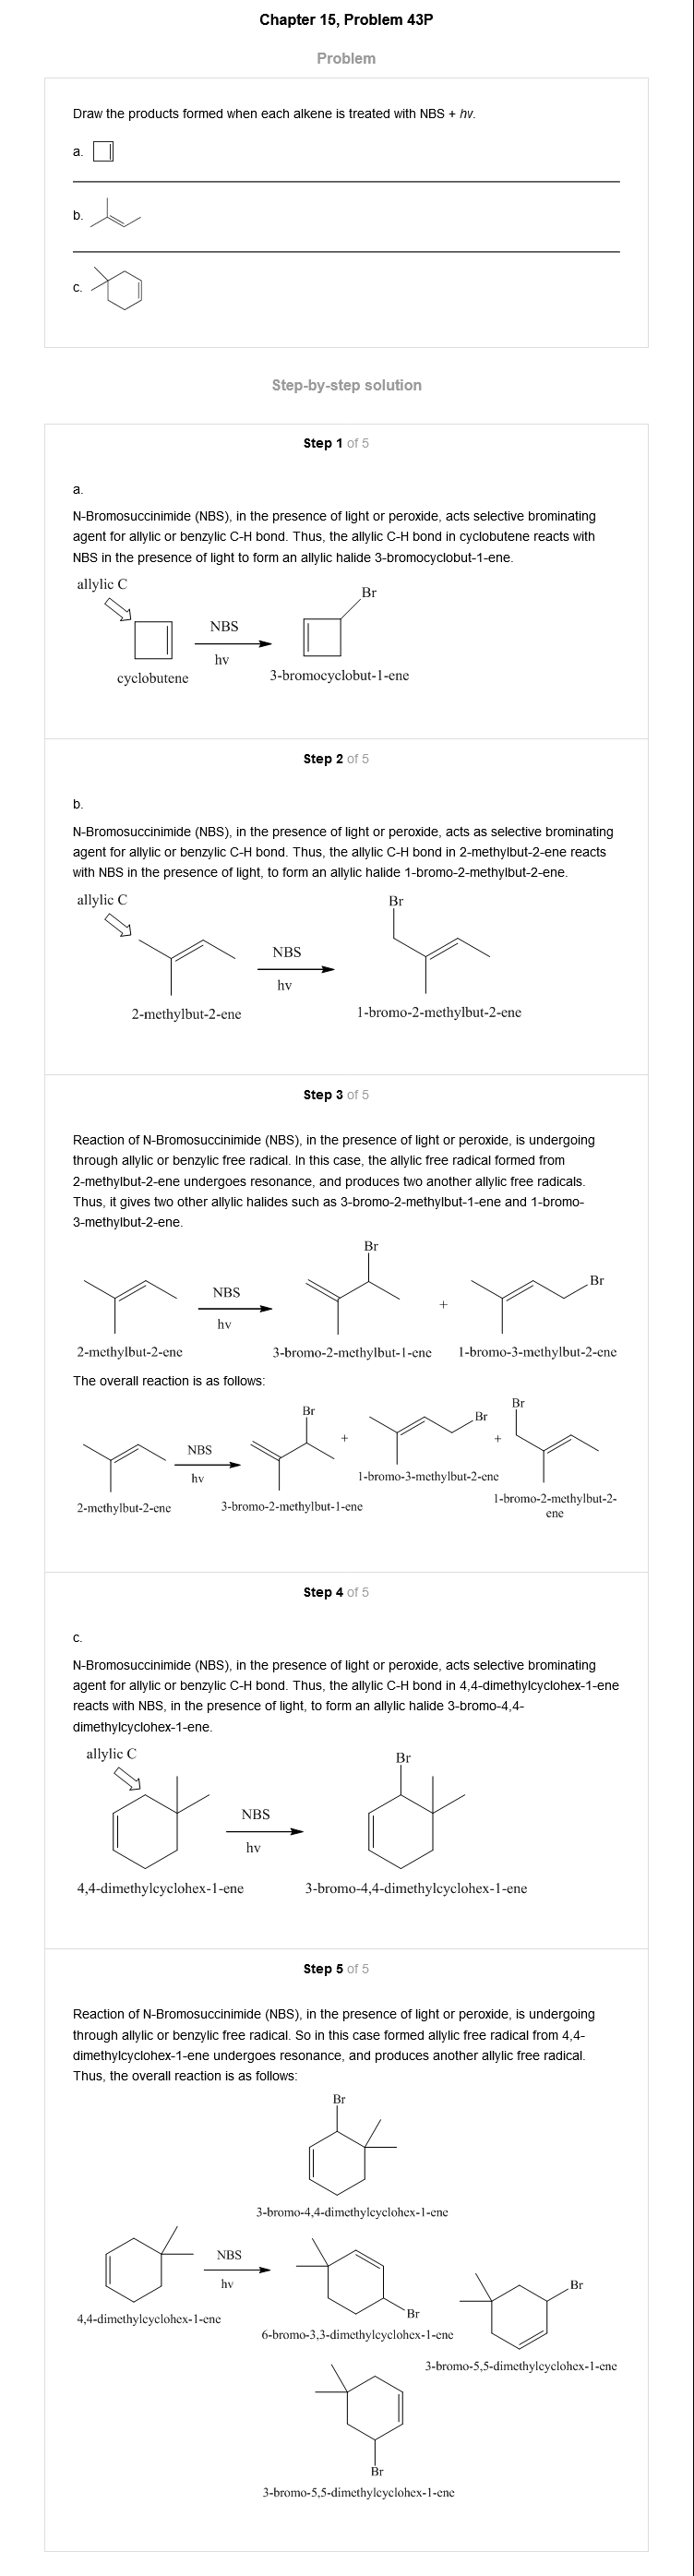 Chapter 15, Problem 43P
Problem
Draw the products formed when each alkene is treated with NBS + hv.
a.
b.
c.
Step-by-step solution
Step 1 of 5
a.
N-Bromosuccinimide (NBS), in the presence of light or peroxide, acts selective brominating
agent for allylic or benzylic C-H bond. Thus, the allylic C-H bond in cyclobutene reacts with
NBS in the presence of light to form an allylic halide 3-bromocyclobut-1-ene.
allylic C
Br
NBS
hv
cyclobutene
3-bromocyclobut-1-ene
Step 2 of 5
b.
N-Bromosuccinimide (NBS), in the presence of light or peroxide, acts as selective brominating
agent for allylic or benzylic C-H bond. Thus, the allylic C-H bond in 2-methylbut-2-ene reacts
with NBS in the presence of light, to form an allylic halide 1-bromo-2-methylbut-2-ene.
allylic C
Br
NBS
hv
2-methylbut-2-ene
1-bromo-2-methylbut-2-ene
Step 3 of 5
Reaction of N-Bromosuccinimide (NBS), in the presence of light or peroxide, is undergoing
through allylic or benzylic free radical. In this case, the allylic free radical formed from
2-methylbut-2-ene undergoes resonance, and produces two another allylic free radicals.
Thus, it gives two other allylic halides such as 3-bromo-2-methylbut-1-ene and 1-bromo-
3-methylbut-2-ene.
Br
NBS
hv
+
Br
2-methylbut-2-ene
3-bromo-2-methylbut-1-ene
1-bromo-3-methylbut-2-ene
The overall reaction is as follows:
Br
NBS
hv
+
Br
+
Br
2-methylbut-2-ene
3-bromo-2-methylbut-1-ene
1-bromo-3-methylbut-2-ene
1-bromo-2-methylbut-2-
ene
Step 4 of 5
c.
N-Bromosuccinimide (NBS), in the presence of light or peroxide, acts selective brominating
agent for allylic or benzylic C-H bond. Thus, the allylic C-H bond in 4,4-dimethylcyclohex-1-ene
reacts with NBS, in the presence of light, to form an allylic halide 3-bromo-4,4-
dimethylcyclohex-1-ene.
allylic C
Br
NBS
hv
4,4-dimethylcyclohex-1-ene
3-bromo-4,4-dimethylcyclohex-1-ene
Step 5 of 5
Reaction of N-Bromosuccinimide (NBS), in the presence of light or peroxide, is undergoing
through allylic or benzylic free radical. So in this case formed allylic free radical from 4,4-
dimethylcyclohex-1-ene undergoes resonance, and produces another allylic free radical.
Thus, the overall reaction is as follows:
Br
3-bromo-4,4-dimethylcyclohex-1-ene
NBS
hv
4,4-dimethylcyclohex-1-ene
Br
6-bromo-3,3-dimethylcyclohex-1-ene
Br
3-bromo-5,5-dimethylcyclohex-1-ene
Br
3-bromo-5,5-dimethylcyclohex-1-ene